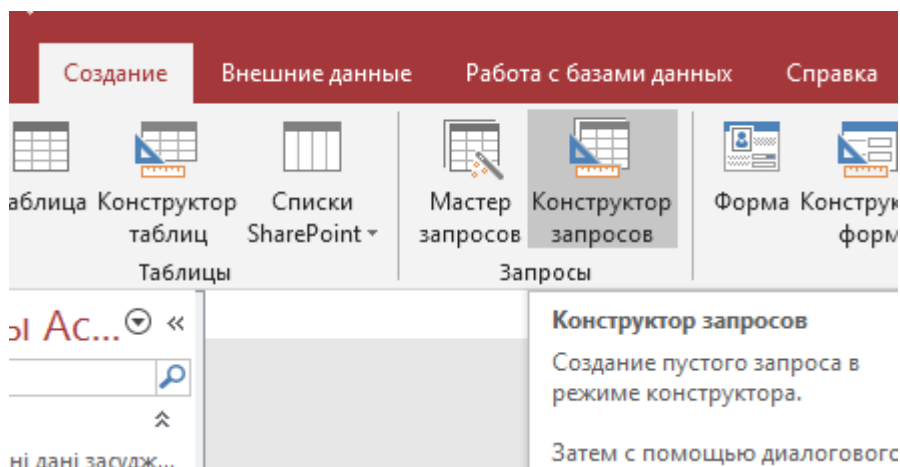 Создание Внешние данные Работа с базами данных Справка
аблица Конструктор таблиц Списки SharePoint Мастер запросов Конструктор запросов Форма Конструк форм
Таблицы Запросы
ы Ac... «
Конструктор запросов
Создание пустого запроса в
режиме конструктора.
Затем с помощью диалогового
ні дані засудж...